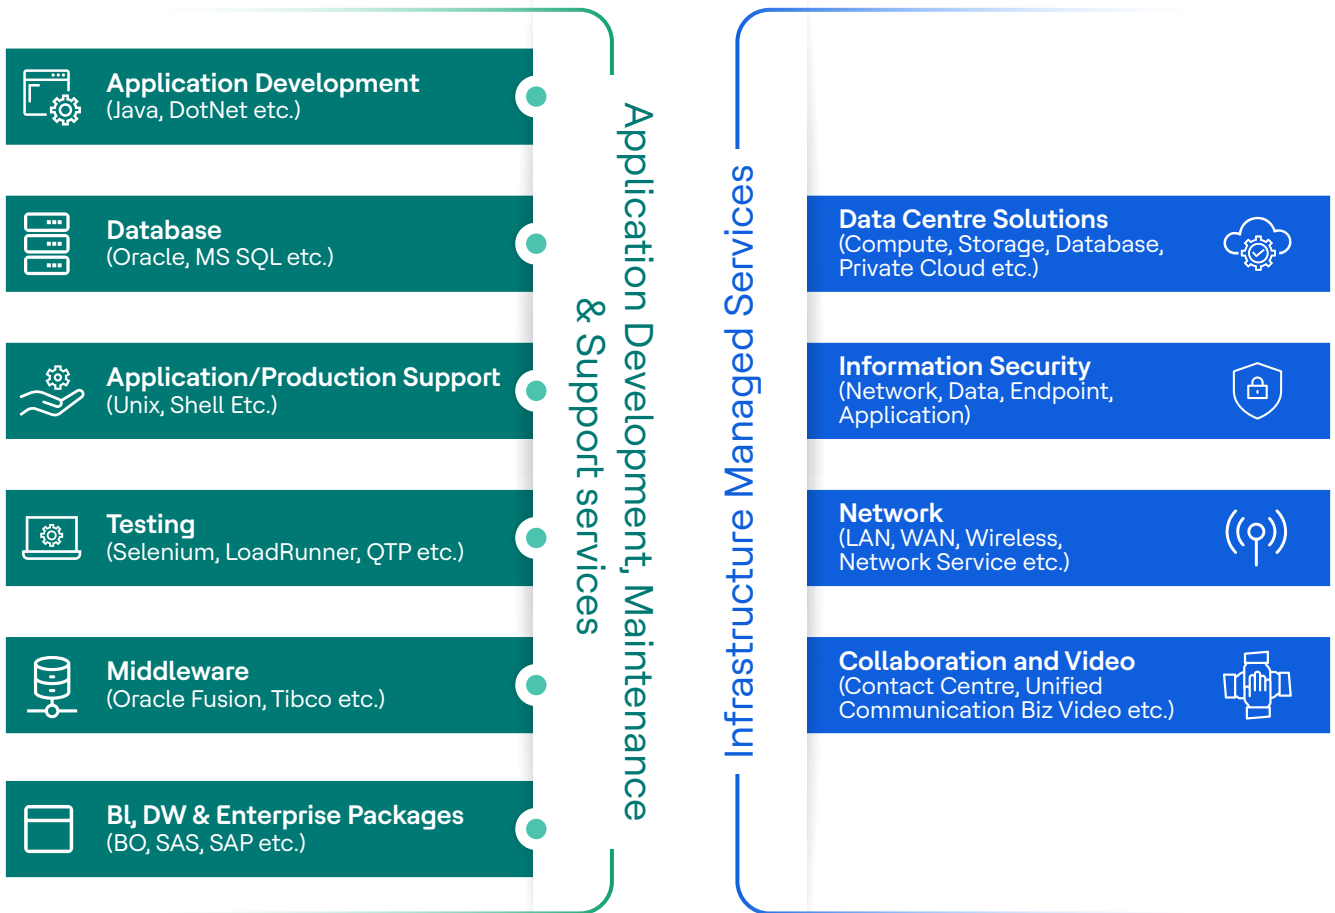 Application Development
(Java, DotNet etc.)
Database
(Oracle, MS SQL etc.)
Application/Production Support
(Unix, Shell Etc.)
Testing
(Selenium, LoadRunner, QTP etc.)
Middleware
(Oracle Fusion, Tibco etc.)
Bl, DW & Enterprise Packages
(BO, SAS, SAP etc.)
Application Development, Maintenance
& Support services
Infrastructure Managed Services
Data Centre Solutions
(Compute, Storage, Database,
Private Cloud etc.)
Information Security
(Network, Data, Endpoint,
Application)
Network
(LAN, WAN, Wireless,
Network Service etc.)
Collaboration and Video
(Contact Centre, Unified
Communication Biz Video etc.)